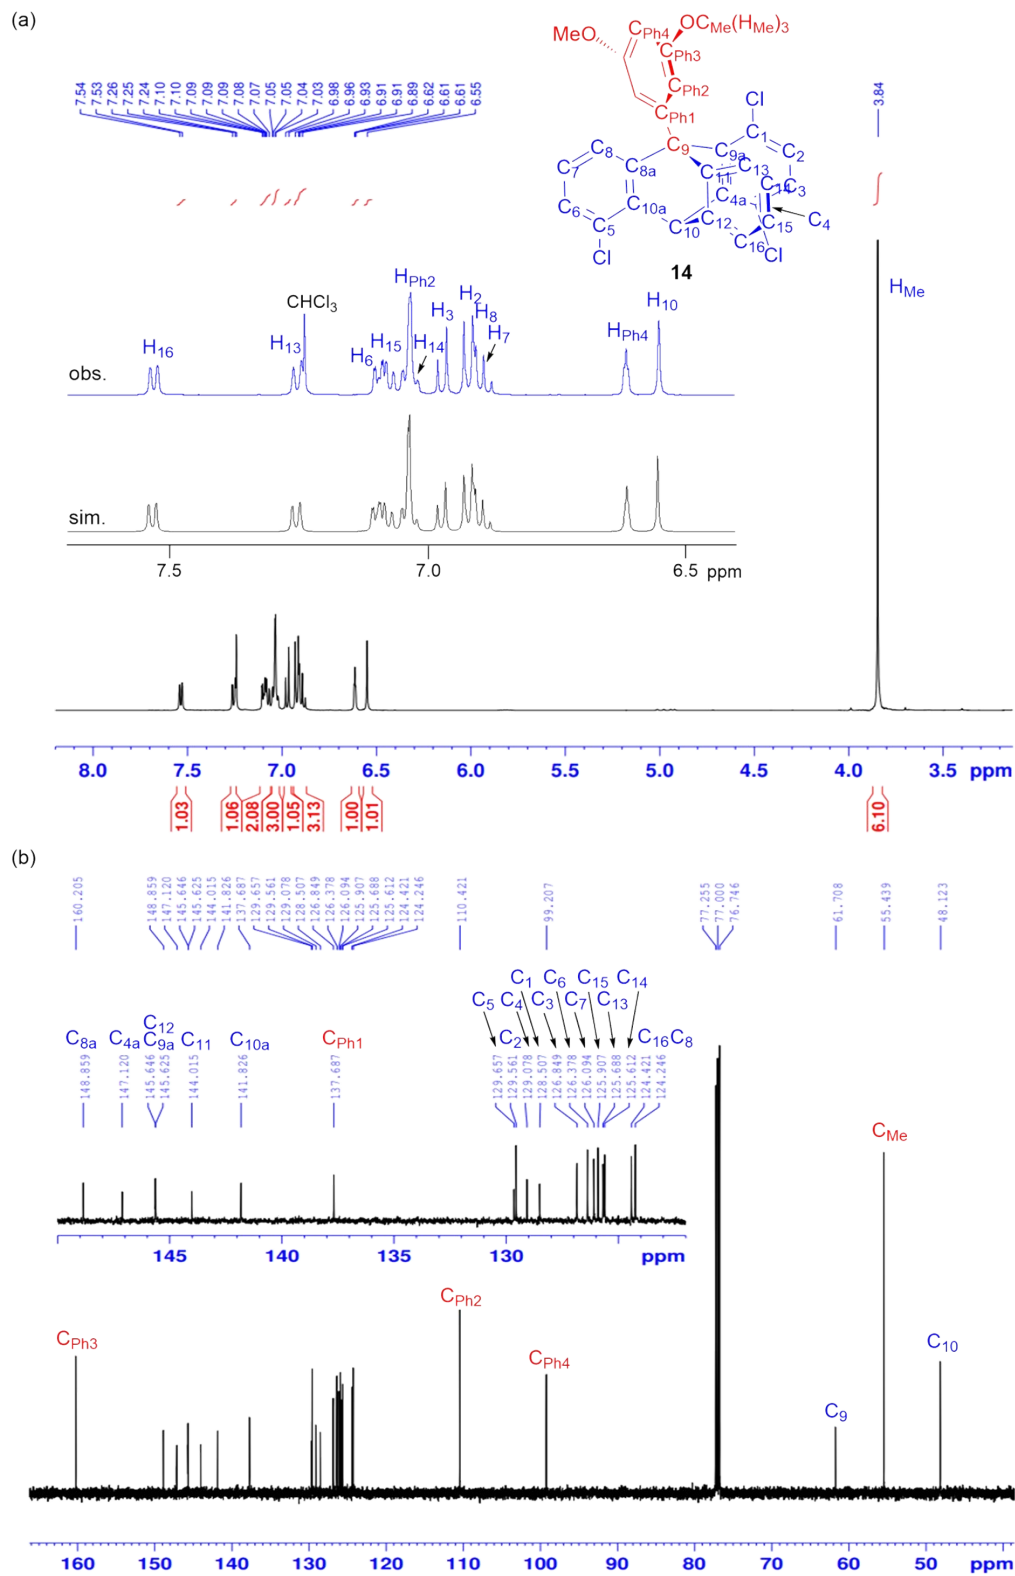 (a)
MeO
CPh4
OCMe(HMe)3
CPh3
CPh2
CPh1
7.54 7.53 7.26 7.25 7.24 7.10 7.10 7.09 7.09 7.09 7.08 7.07 7.05 7.05 7.04 7.03 6.98 6.96 6.93 6.91 6.91 6.89 6.62 6.61 6.61 6.55
3.84
Cl
C1
C8
C9
C9a
C2
C7
C8a
C11
C13
C14
C3
C6
C10a
C4a
C5
C10
C12
C15
C4
C16
Cl
Cl
14
HPh2
CHCl3
H16
H13
H6
H15
H14
H3
H2
H8
H7
HPh4
H10
HMe
obs.
sim.
7.5 7.0 6.5 ppm
8.0 7.5 7.0 6.5 6.0 5.5 5.0 4.5 4.0 3.5 ppm
1.03 1.06 2.08 3.00 1.05 3.13 1.00 1.01 6.10
(b)
160.205 148.859 147.120 145.646 145.625 144.015 141.826 137.687 129.657 129.561 129.078 128.507 126.849 126.378 126.094 125.907 125.688 125.612 124.421 124.246 110.421 99.207 77.255 77.000 76.746 61.708 55.439 48.123
C1 C6 C15 C14
C5 C4 C3 C7 C13
C12
C8a C4a C9a C11 C10a CPh1 C2 C16 C8
148.859 147.120 145.646 145.625 144.015 141.826 137.687 129.657 129.561 129.078 128.507 126.849 126.378 126.094 125.907 125.688 125.612 124.421 124.246
145 140 135 130 ppm
CMe
CPh2
CPh3
CPh4
C10
C9
160 150 140 130 120 110 100 90 80 70 60 50 ppm